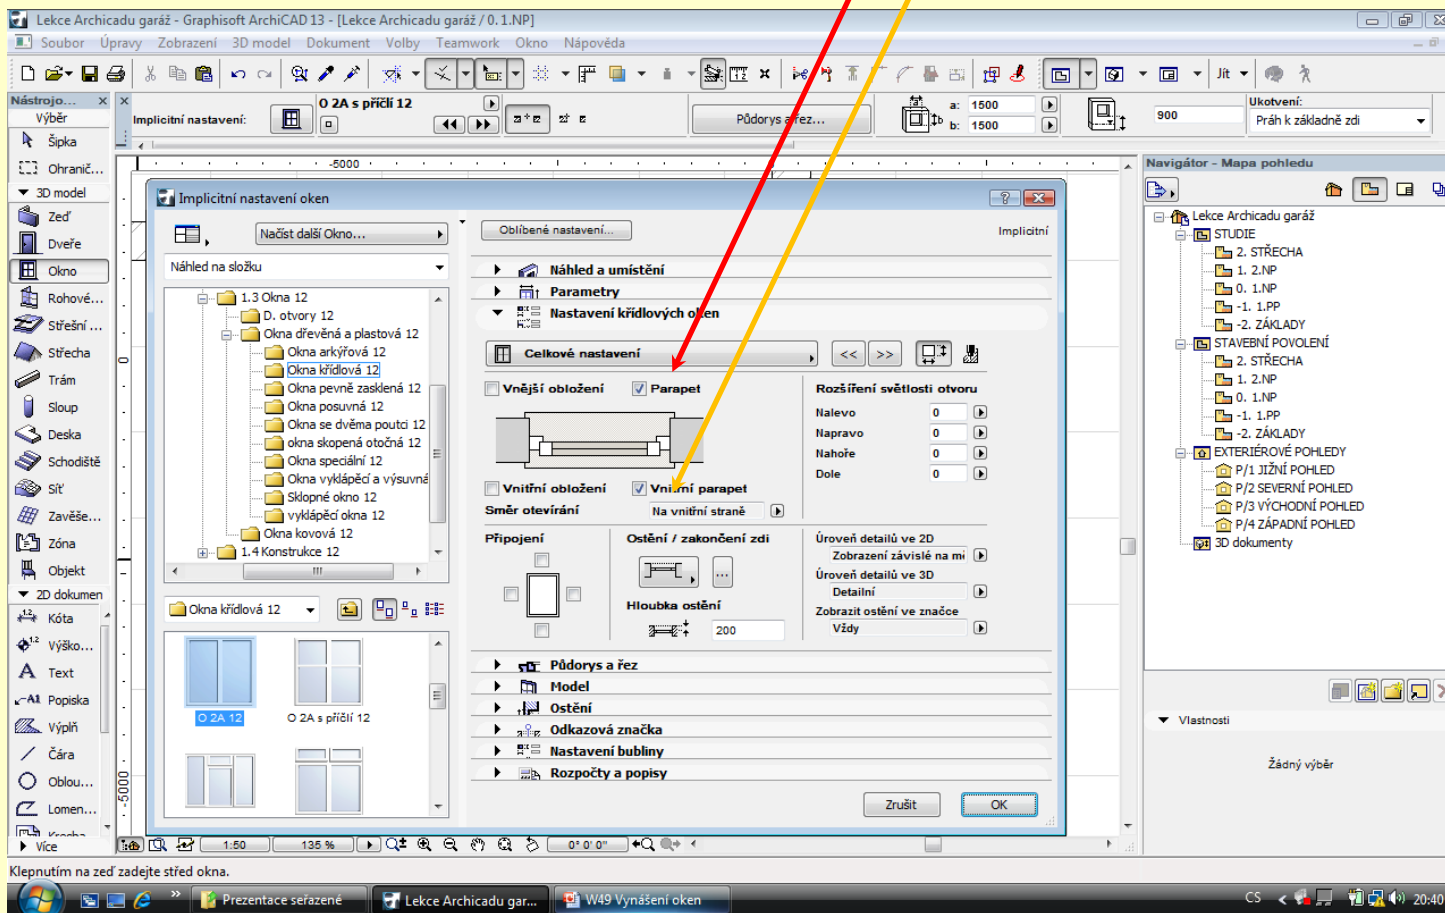 Lekce Archicadu garáž - Graphisoft ArchiCAD 13 - [Lekce Archicadu garáž / 0. 1.NP]
Soubor Úpravy Zobrazení 3D model Dokument Volby Teamwork Okno Nápověda
Jít
Nástrojo...
Výběr
Šipka
Ohranič...
3D model
Zeď
Dveře
Okno
Rohové...
Střešní ...
Střecha
Trám
Sloup
Deska
Schodiště
Síť
Zavěše...
Zóna
Objekt
2D dokumen
Kóta
Výško...
Text
Popiska
Výplň
Čára
Oblou...
Lomen...
Více
Implicitní nastavení:
O 2A s příčlí 12
Půdorys a řez...
a: 1500
b: 1500
900
Ukotvení:
Práh k základně zdi
-5000
0
-5000
Implicitní nastavení oken
Načíst další Okno...
Náhled na složku
1.3 Okna 12
D. otvory 12
Okna dřevěná a plastová 12
Okna arkýřová 12
Okna křídlová 12
Okna pevně zasklená 12
Okna posuvná 12
Okna se dvěma poutci 12
okna skopená otočná 12
Okna speciální 12
Okna vyklápěcí a výsuvná
Sklopné okno 12
vyklápěcí okna 12
Okna kovová 12
1.4 Konstrukce 12
Okna křídlová 12
O 2A 12
O 2A s příčlí 12
Oblíbené nastavení...
Implicitní
Náhled a umístění
Parametry
Nastavení křídlových oken
Celkové nastavení
<< >>
Vnější obložení
Parapet
Rozšíření světlosti otvoru
Nalevo 0
Napravo 0
Nahoře 0
Dole 0
Vnitřní obložení
Vnitřní parapet
Směr otevírání
Na vnitřní straně
Připojení
Ostění / zakončení zdi
...
Hloubka ostění
200
Úroveň detailů ve 2D
Zobrazení závislé na mě
Úroveň detailů ve 3D
Detailní
Zobrazit ostění ve značce
Vždy
Půdorys a řez
Model
Ostění
Odkazová značka
Nastavení bubliny
Rozpočty a popisy
Zrušit
OK
Navigátor - Mapa pohledu
Lekce Archicadu garáž
STUDIE
2. STŘECHA
1. 2.NP
0. 1.NP
-1. 1.PP
-2. ZÁKLADY
STAVEBNÍ POVOLENÍ
2. STŘECHA
1. 2.NP
0. 1.NP
-1. 1.PP
-2. ZÁKLADY
EXTERIÉROVÉ POHLEDY
P/1 JIŽNÍ POHLED
P/2 SEVERNÍ POHLED
P/3 VÝCHODNÍ POHLED
P/4 ZÁPADNÍ POHLED
3D dokumenty
Vlastnosti
Žádný výběr
1:50
135 %
0° 0' 0"
Klepnutím na zeď zadejte střed okna.
Prezentace seřazené
Lekce Archicadu gar...
W49 Vynášení oken
CS
20:40